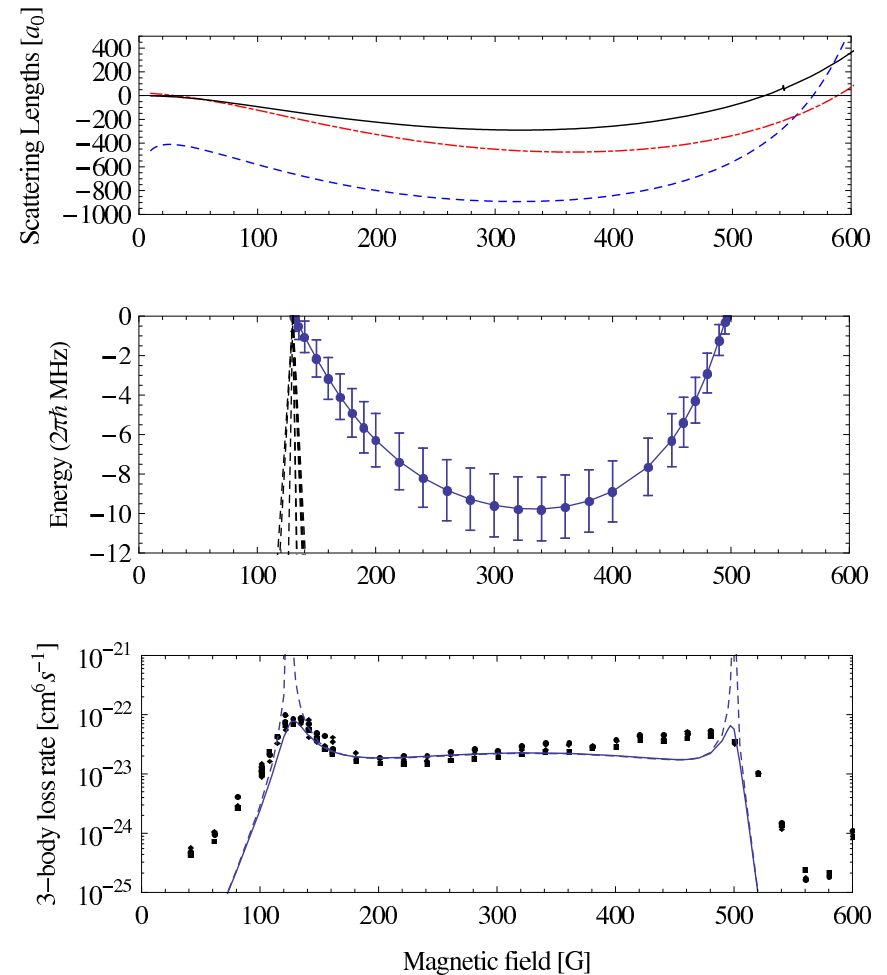 Scattering Lengths [a₀]
400
200
0
−200
−400
−600
−800
−1000
0 100 200 300 400 500 600
Energy (2πħ MHz)
0
−2
−4
−6
−8
−10
−12
0 100 200 300 400 500 600
3−body loss rate [cm⁶s⁻¹]
10⁻²¹
10⁻²²
10⁻²³
10⁻²⁴
10⁻²⁵
0 100 200 300 400 500 600
Magnetic field [G]